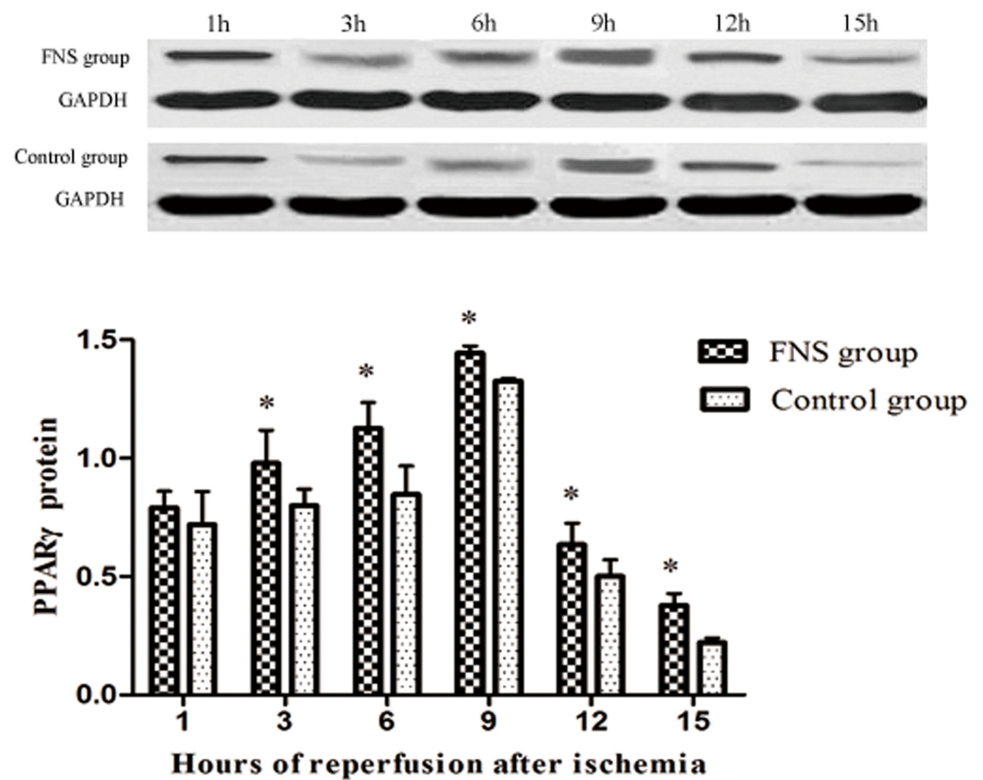 1h 3h 6h 9h 12h 15h
FNS group
GAPDH
Control group
GAPDH
* * * * *
1.5
1.0
0.5
0.0
PPARγ protein
FNS group
Control group
1 3 6 9 12 15
Hours of reperfusion after ischemia